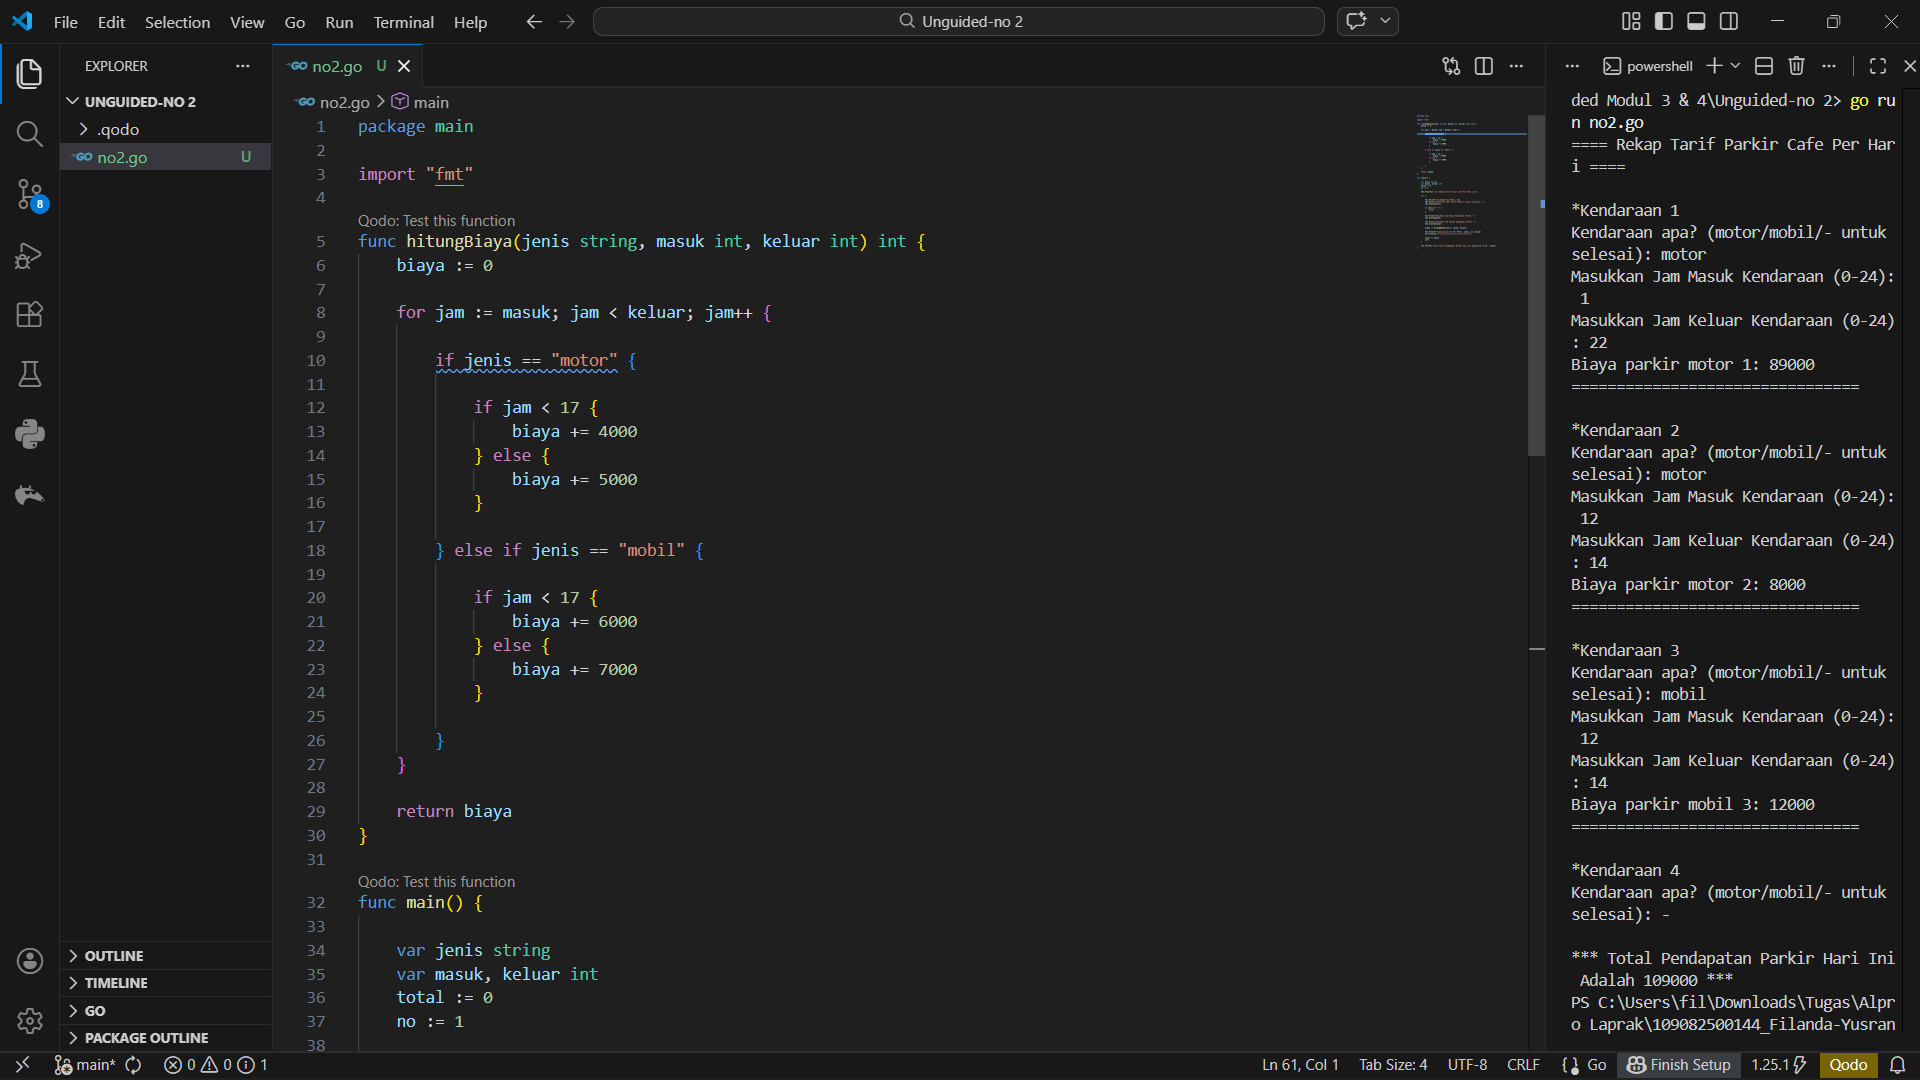 File Edit Selection View Go Run Terminal Help
Unguided-no 2
EXPLORER
UNGUIDED-NO 2
.qodo
no2.go U
8
no2.go U
no2.go > main
1 package main
2
3 import "fmt"
4
Qodo: Test this function
5 func hitungBiaya(jenis string, masuk int, keluar int) int {
6 biaya := 0
7
8 for jam := masuk; jam < keluar; jam++ {
9
10 if jenis == "motor" {
11
12 if jam < 17 {
13 biaya += 4000
14 } else {
15 biaya += 5000
16 }
17
18 } else if jenis == "mobil" {
19
20 if jam < 17 {
21 biaya += 6000
22 } else {
23 biaya += 7000
24 }
25
26 }
27 }
28
29 return biaya
30 }
31
Qodo: Test this function
32 func main() {
33
34 var jenis string
35 var masuk, keluar int
36 total := 0
37 no := 1
38
powershell
ded Modul 3 & 4\Unguided-no 2> go ru
n no2.go
==== Rekap Tarif Parkir Cafe Per Har
i ====
*Kendaraan 1
Kendaraan apa? (motor/mobil/- untuk
selesai): motor
Masukkan Jam Masuk Kendaraan (0-24):
1
Masukkan Jam Keluar Kendaraan (0-24)
: 22
Biaya parkir motor 1: 89000
================================
*Kendaraan 2
Kendaraan apa? (motor/mobil/- untuk
selesai): motor
Masukkan Jam Masuk Kendaraan (0-24):
12
Masukkan Jam Keluar Kendaraan (0-24)
: 14
Biaya parkir motor 2: 8000
================================
*Kendaraan 3
Kendaraan apa? (motor/mobil/- untuk
selesai): mobil
Masukkan Jam Masuk Kendaraan (0-24):
12
Masukkan Jam Keluar Kendaraan (0-24)
: 14
Biaya parkir mobil 3: 12000
================================
*Kendaraan 4
Kendaraan apa? (motor/mobil/- untuk
selesai): -
*** Total Pendapatan Parkir Hari Ini
Adalah 109000 ***
PS C:\Users\fil\Downloads\Tugas\Alpr
o Laprak\109082500144_Filanda-Yusran
OUTLINE
TIMELINE
GO
PACKAGE OUTLINE
main* 0 0 1
Ln 61, Col 1 Tab Size: 4 UTF-8 CRLF Go Finish Setup 1.25.1 Qodo